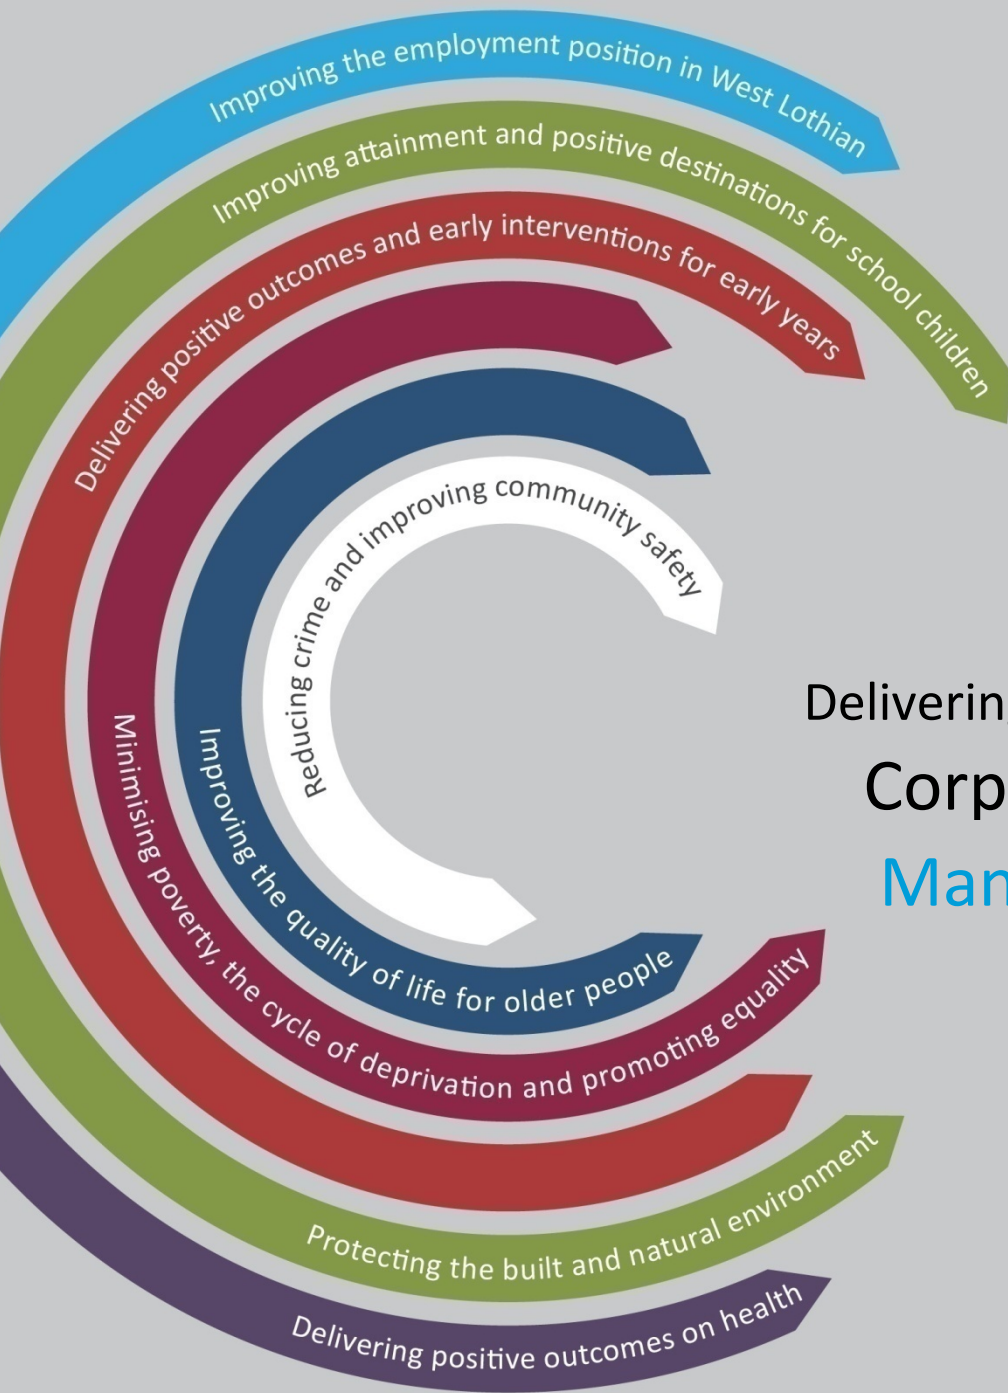 Improving the employment position in West Lothian
Improving attainment and positive destinations for school children
Delivering positive outcomes and early interventions for early years
Reducing crime and improving community safety
Improving the quality of life for older people
Minimising poverty, the cycle of deprivation and promoting equality
Protecting the built and natural environment
Delivering positive outcomes on health
Deliverin
Corp
Man